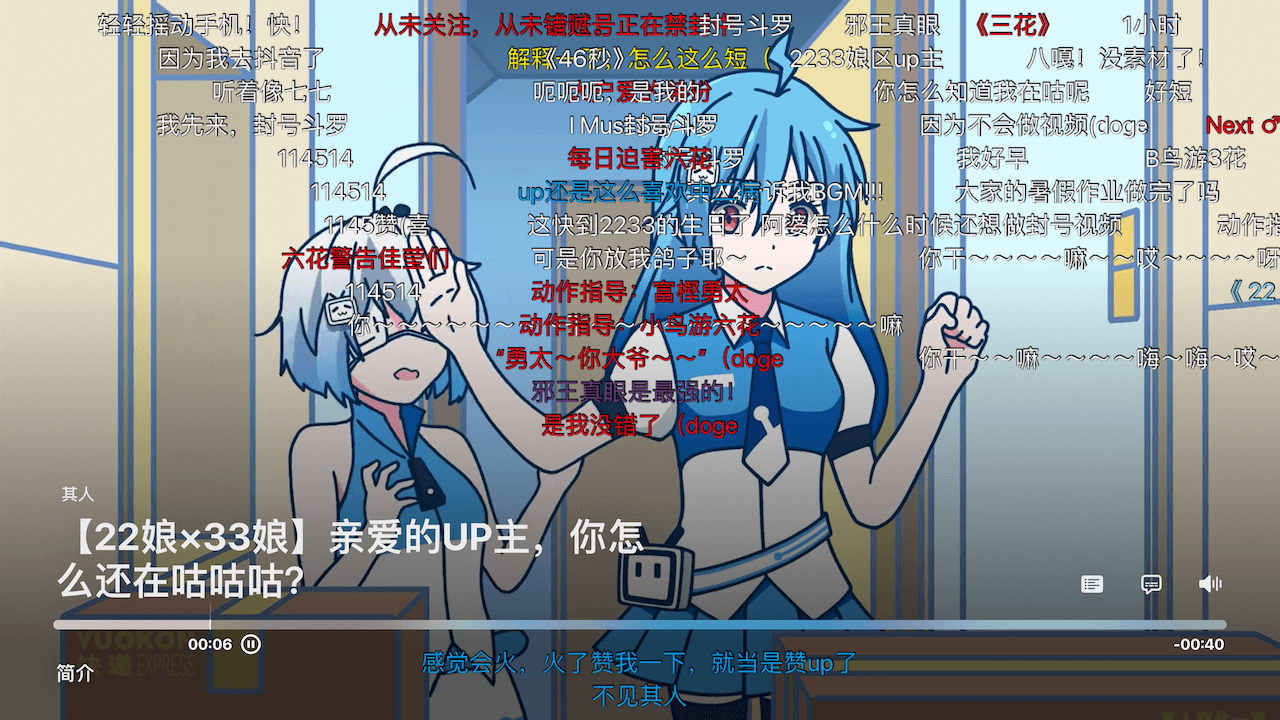 轻轻摇动手机！快！ 从未关注，从未错赃号正在禁封中 封号斗罗 邪王真眼 《三花》 1小时
因为我去抖音了 解释 《46秒》 怎么这么短（ 2233娘区up主 八嘎！没素材了！
听着像七七 呃呃呃，是我的 你怎么知道我在咕呢 好短
我先来，封号斗罗 封号斗罗 因为不会做视频(doge Next ♂
114514 每日迫害六花 我好早 B鸟游3花
114514 up还是这么喜欢 告诉我BGM!!! 大家的暑假作业做完了吗
1145赞(喜 这快到2233的生日了 阿婆怎么什么时候还想做封号视频 动作指
六花警告佳莹们 可是你放我鸽子耶～ 你干～～～～嘛～～哎～～～～呀
114514 动作指导：富樫勇太 《22
你～～～～～～～～～～～～～嘛 动作指导：小鸟游六花
“勇太～你大爷～～”（doge 你干～～嘛～～～～嗨～嗨～哎～
邪王真眼是最强的！
是我没错了（doge
其人
【22娘×33娘】亲爱的UP主，你怎
么还在咕咕咕？
00:06 -00:40
YUOKON
快递 EXPRESS
简介
感觉会火，火了赞我一下，就当是赞up了
不见其人